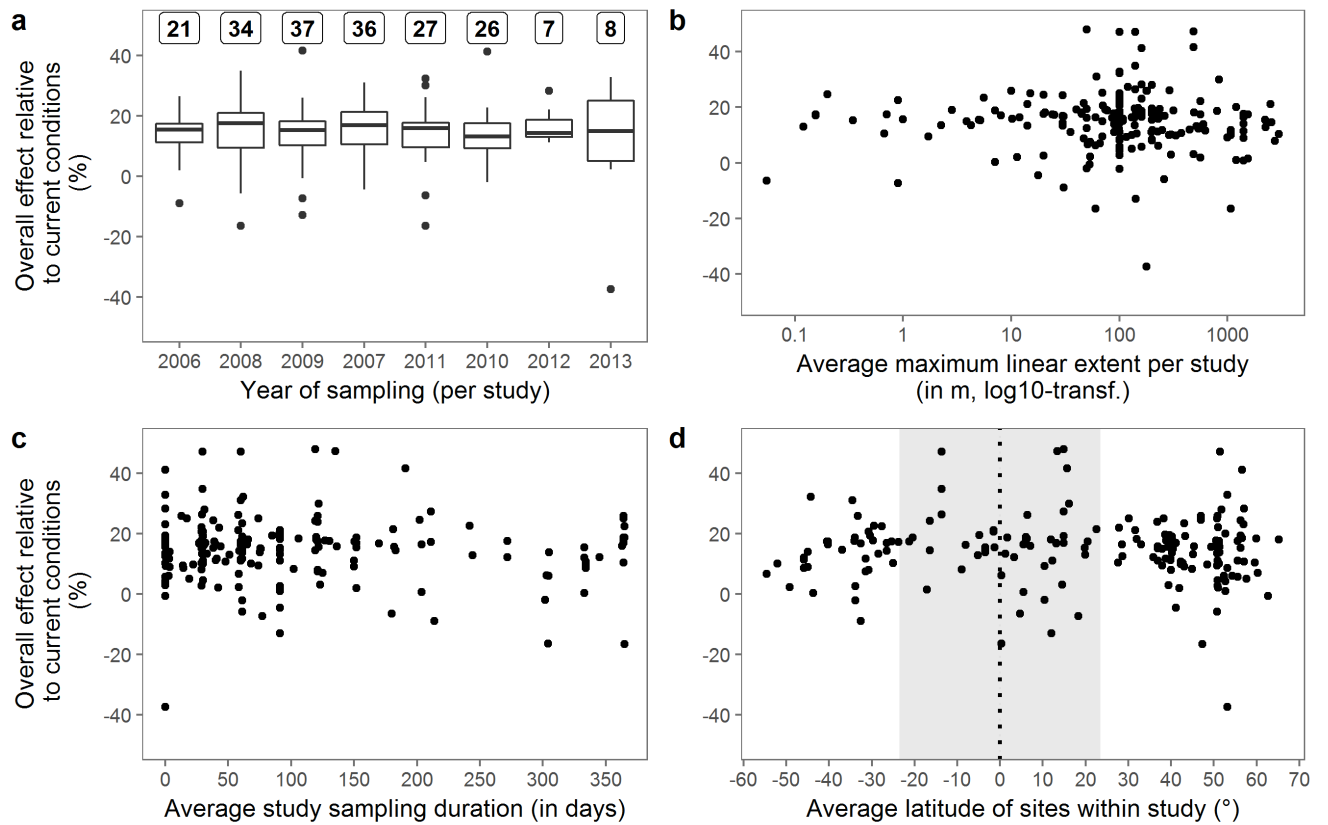 a
21 34 37 36 27 26 7 8
Overall effect relative
to current conditions
(%)
40
20
0
-20
-40
2006 2008 2009 2007 2011 2010 2012 2013
Year of sampling (per study)
b
40
20
0
-20
-40
0.1 1 10 100 1000
Average maximum linear extent per study
(in m, log10-transf.)
c
Overall effect relative
to current conditions
(%)
40
20
0
-20
-40
0 50 100 150 200 250 300 350
Average study sampling duration (in days)
d
40
20
0
-20
-40
-60 -50 -40 -30 -20 -10 0 10 20 30 40 50 60 70
Average latitude of sites within study (°)